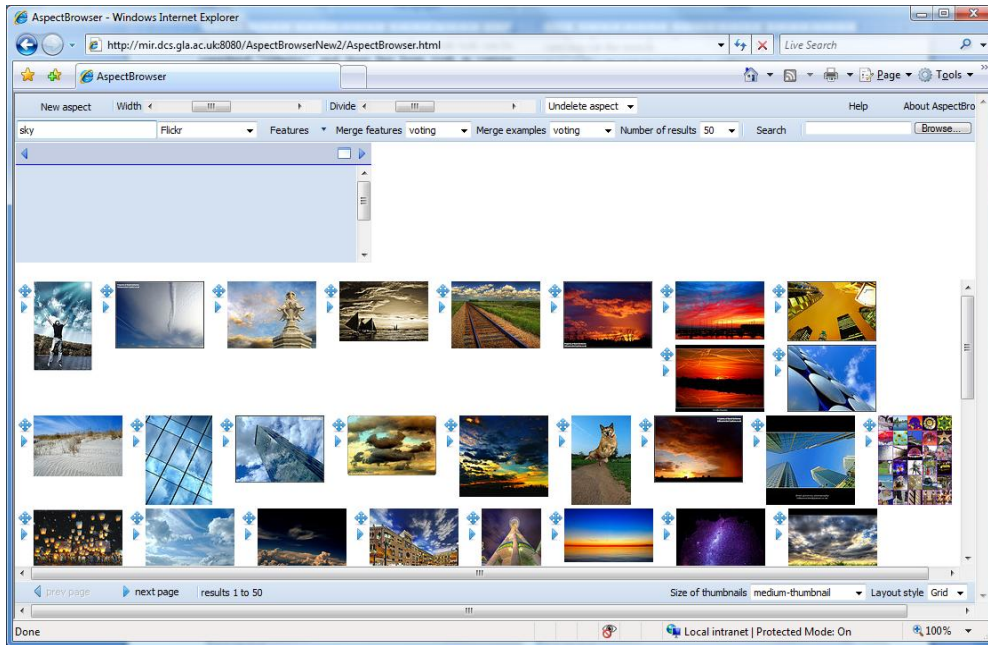 AspectBrowser - Windows Internet Explorer
http://mir.dcs.gla.ac.uk:8080/AspectBrowserNew2/AspectBrowser.html Live Search
AspectBrowser Page Tools »
New aspect Width Divide Undelete aspect Help About AspectBro
sky Flickr Features Merge features voting Merge examples voting Number of results 50 Search Browse...
prev page next page results 1 to 50 Size of thumbnails medium-thumbnail Layout style Grid
Done Local intranet | Protected Mode: On 100%